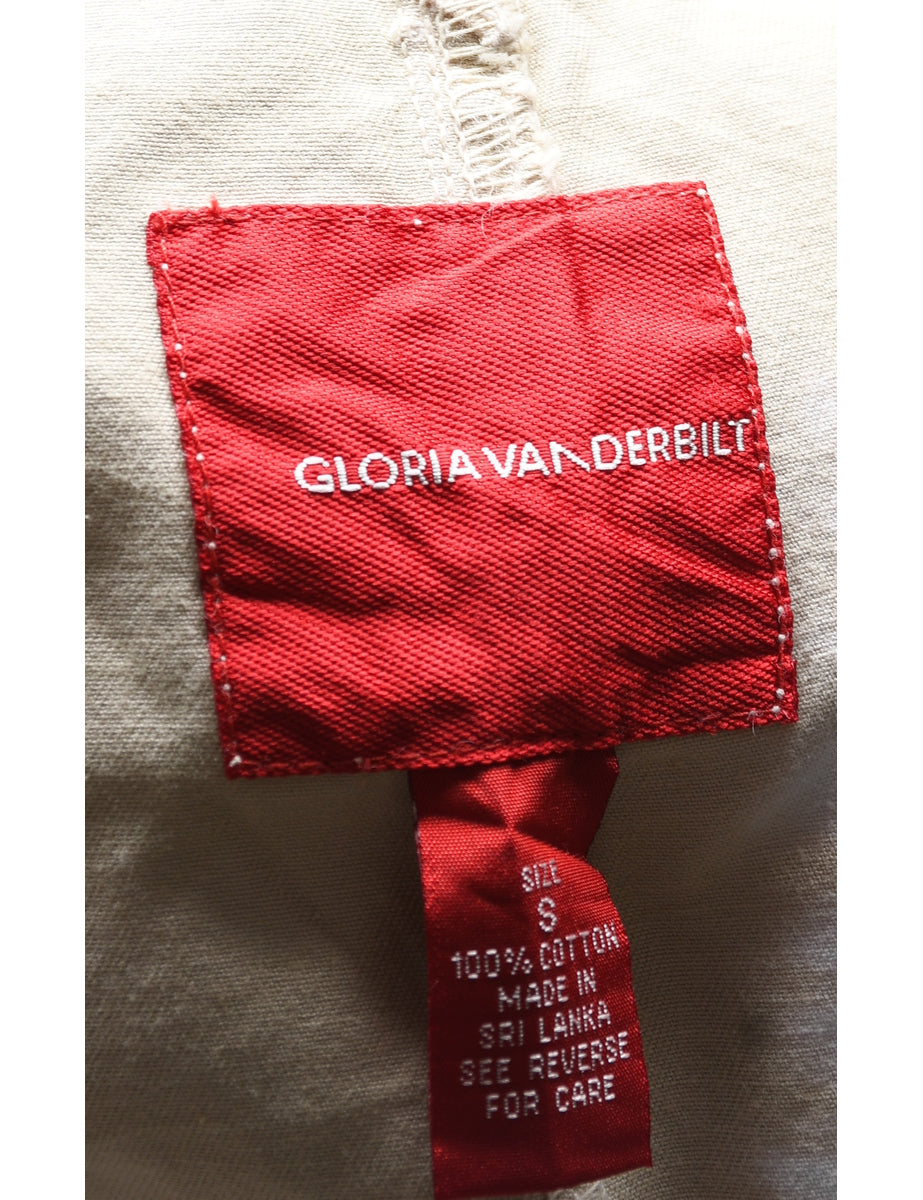 GLORIA VANDERBILT
SIZE
S
100% COTTON
MADE IN
SRI LANKA
SEE REVERSE
FOR CARE